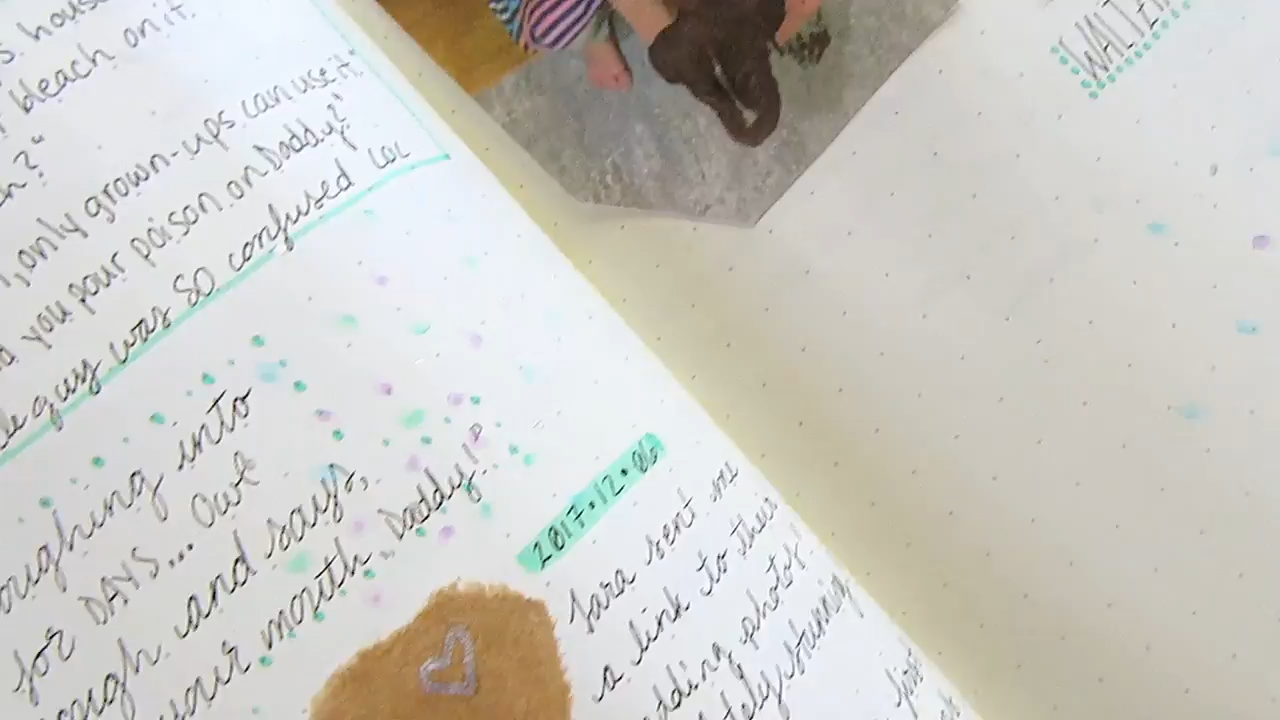 s house
bleach on it.
?"
, only grown-ups can use it.
you pour poison on Daddy?"
guy was so confused lol
oughing into
for DAYS... Owl
ough and says,
your mouth, Daddy!"
2017.12.06
Sara sent me
a link to their
edding photos!
tely stunning.
WALTZ